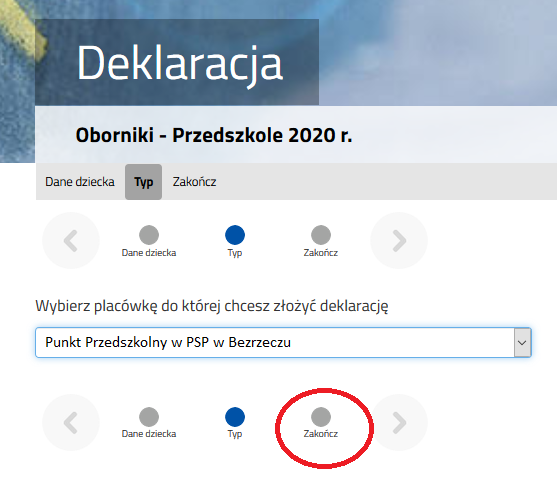 Deklaracja
Oborniki - Przedszkole 2020 r.
Dane dziecka Typ Zakończ
Dane dziecka Typ Zakończ
Wybierz placówkę do której chcesz złożyć deklarację
Punkt Przedszkolny w PSP w Bezrzeczu
Dane dziecka Typ Zakończ